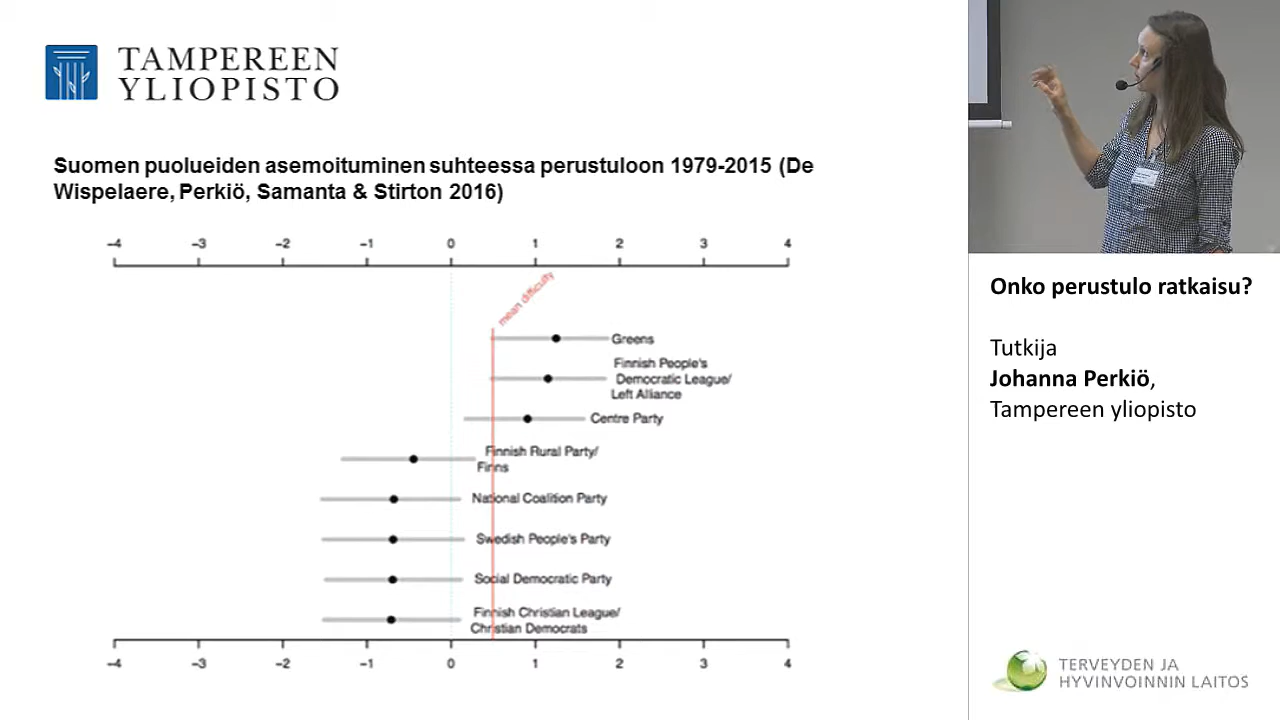 TAMPEREEN
YLIOPISTO
Suomen puolueiden asemoituminen suhteessa perustuloon 1979-2015 (De
Wispelaere, Perkiö, Samanta & Stirton 2016)
–4 –3 –2 –1 0 1 2 3 4
mean difficulty
Greens
Finnish People's
Democratic League/
Left Alliance
Centre Party
Finnish Rural Party/
Finns
National Coalition Party
Swedish People's Party
Social Democratic Party
Finnish Christian League/
Christian Democrats
–4 –3 –2 –1 0 1 2 3 4
Onko perustulo ratkaisu?
Tutkija
Johanna Perkiö,
Tampereen yliopisto
TERVEYDEN JA
HYVINVOINNIN LAITOS